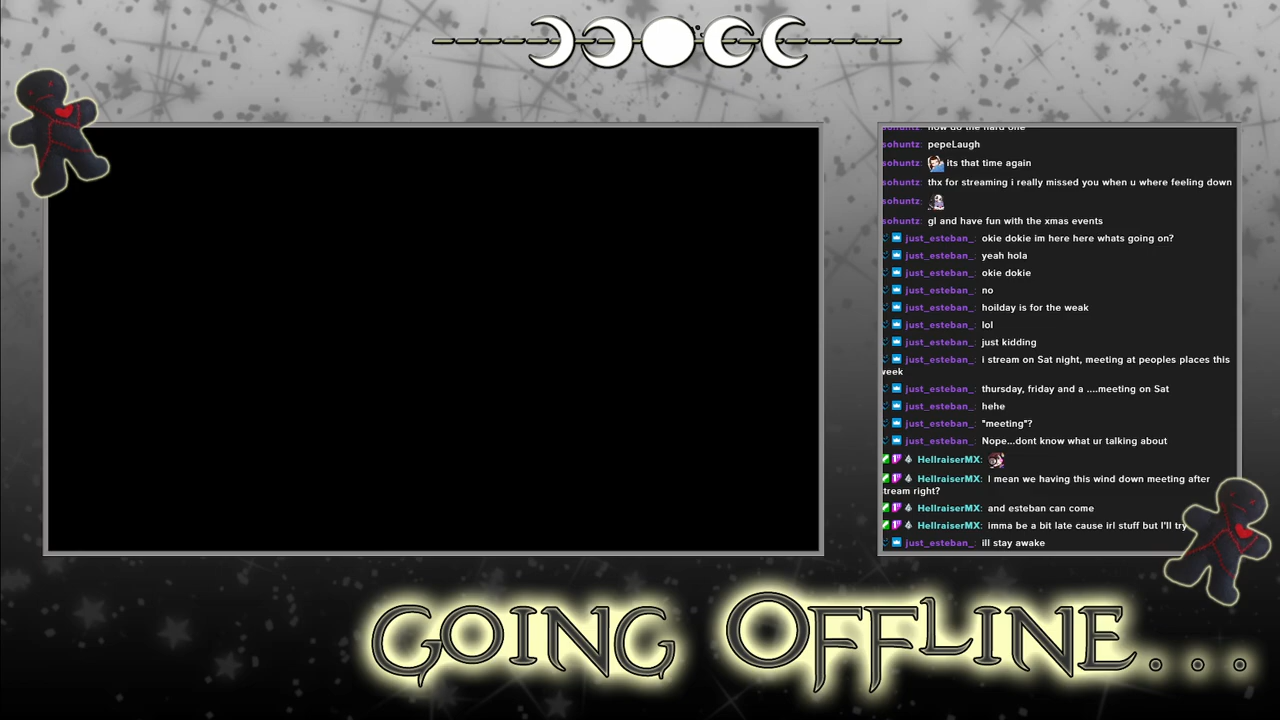 sohuntz: how do the hard one
sohuntz: pepeLaugh
sohuntz: its that time again
sohuntz: thx for streaming i really missed you when u where feeling down
sohuntz:
sohuntz: gl and have fun with the xmas events
just_esteban_: okie dokie im here here whats going on?
just_esteban_: yeah hola
just_esteban_: okie dokie
just_esteban_: no
just_esteban_: hoilday is for the weak
just_esteban_: lol
just_esteban_: just kidding
just_esteban_: i stream on Sat night, meeting at peoples places this
week
just_esteban_: thursday, friday and a ....meeting on Sat
just_esteban_: hehe
just_esteban_: "meeting"?
just_esteban_: Nope...dont know what ur talking about
HellraiserMX:
HellraiserMX: I mean we having this wind down meeting after
tream right?
HellraiserMX: and esteban can come
HellraiserMX: imma be a bit late cause irl stuff but I'll try
just_esteban_: ill stay awake
GOING OFFLINE...